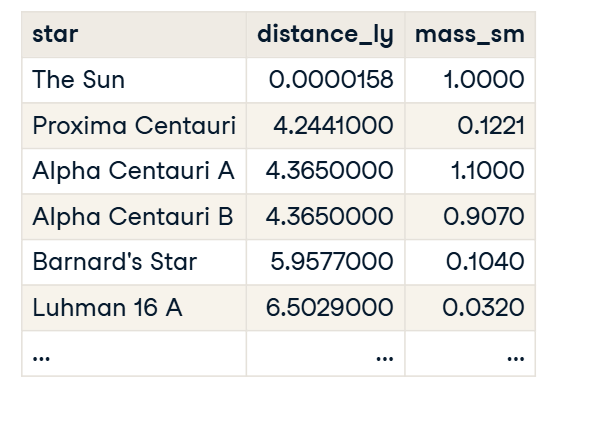 star distance_ly mass_sm
The Sun 0.0000158 1.0000
Proxima Centauri 4.2441000 0.1221
Alpha Centauri A 4.3650000 1.1000
Alpha Centauri B 4.3650000 0.9070
Barnard's Star 5.9577000 0.1040
Luhman 16 A 6.5029000 0.0320
... ... ...